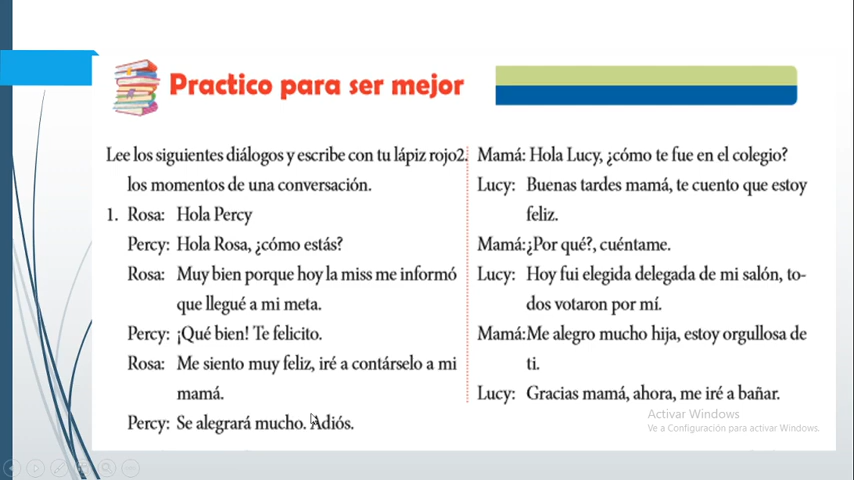 Practico para ser mejor
Lee los siguientes diálogos y escribe con tu lápiz rojo
los momentos de una conversación.
1. Rosa: Hola Percy
Percy: Hola Rosa, ¿cómo estás?
Rosa: Muy bien porque hoy la miss me informó
que llegué a mi meta.
Percy: ¡Qué bien! Te felicito.
Rosa: Me siento muy feliz, iré a contárselo a mi
mamá.
Percy: Se alegrará mucho. Adiós.
2. Mamá: Hola Lucy, ¿cómo te fue en el colegio?
Lucy: Buenas tardes mamá, te cuento que estoy
feliz.
Mamá:¿Por qué?, cuéntame.
Lucy: Hoy fui elegida delegada de mi salón, to-
dos votaron por mí.
Mamá:Me alegro mucho hija, estoy orgullosa de
ti.
Lucy: Gracias mamá, ahora, me iré a bañar.
Activar Windows
Ve a Configuración para activar Windows.